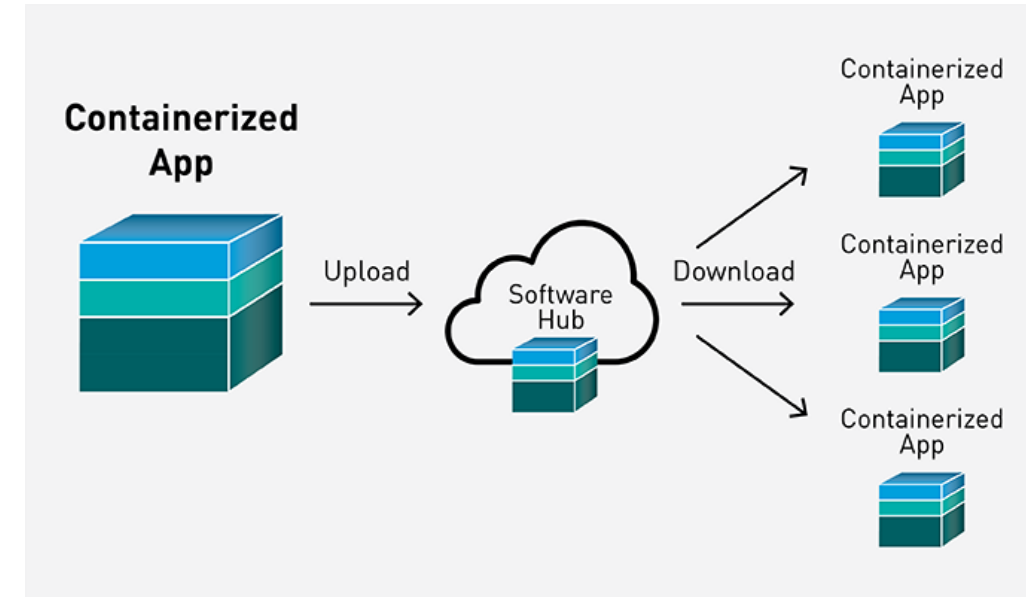 Containerized
App
Upload
Software
Hub
Download
Containerized
App
Containerized
App
Containerized
App